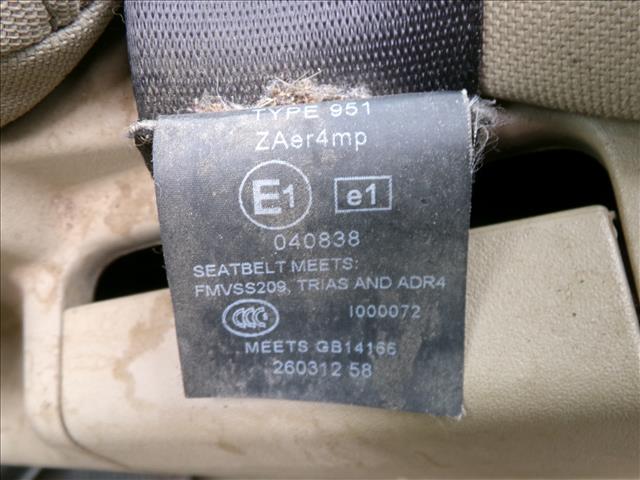 TYPE 951
ZAer4mp
E1 e1
040838
SEATBELT MEETS:
FMVSS209, TRIAS AND ADR4
CCC I000072
MEETS GB14166
260312 58